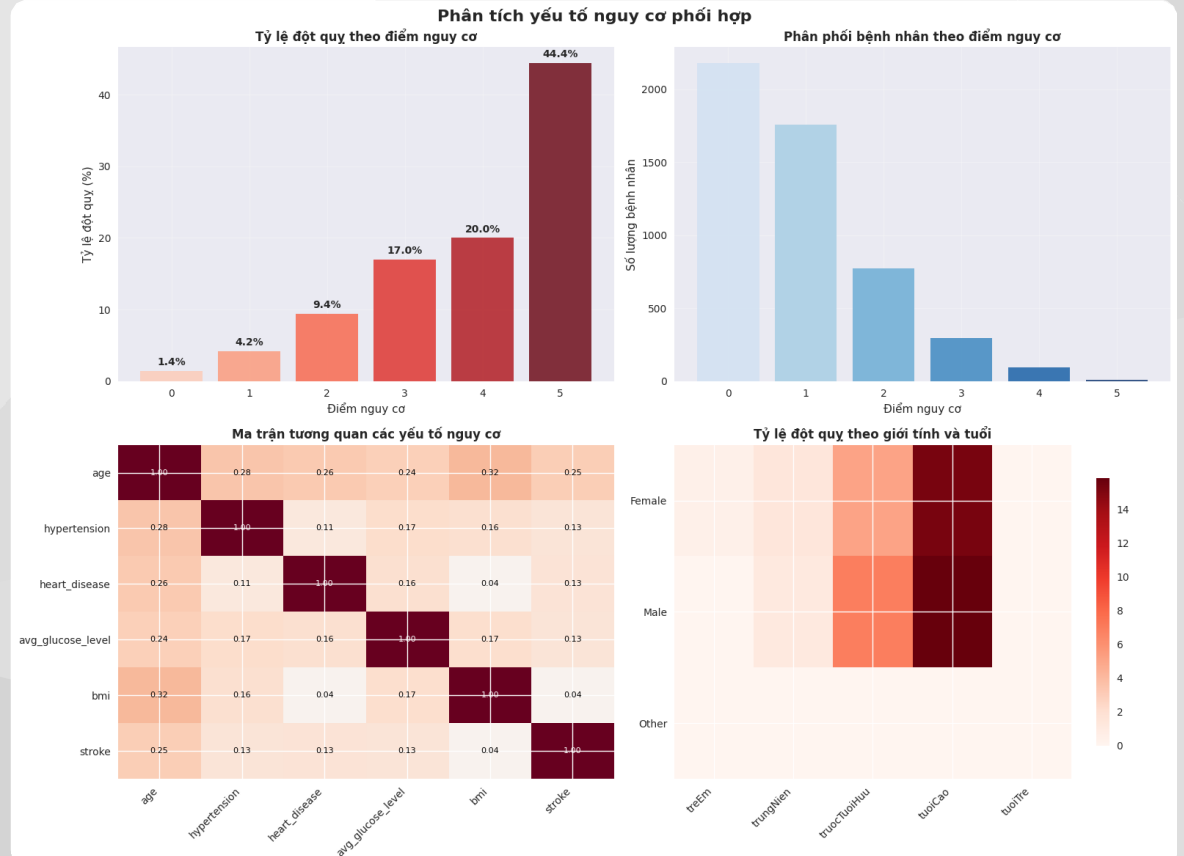 Phân tích yếu tố nguy cơ phối hợp
Tỷ lệ đột quỵ theo điểm nguy cơ
44.4%
40
30
20
10
0
Tỷ lệ đột quỵ (%)
1.4%
4.2%
9.4%
17.0%
20.0%
0 1 2 3 4 5
Điểm nguy cơ
Phân phối bệnh nhân theo điểm nguy cơ
2000
1500
1000
500
0
Số lượng bệnh nhân
0 1 2 3 4 5
Điểm nguy cơ
Ma trận tương quan các yếu tố nguy cơ
age 1.00 0.28 0.26 0.24 0.32 0.25
hypertension 0.28 1.00 0.11 0.17 0.16 0.13
heart_disease 0.26 0.11 1.00 0.16 0.04 0.13
avg_glucose_level 0.24 0.17 0.16 1.00 0.17 0.13
bmi 0.32 0.16 0.04 0.17 1.00 0.04
stroke 0.25 0.13 0.13 0.13 0.04 1.00
age hypertension heart_disease avg_glucose_level bmi stroke
Tỷ lệ đột quỵ theo giới tính và tuổi
Female
Male
Other
treEm trungNien truocTuoiHuu tuoiCao tuoiTre
14
12
10
8
6
4
2
0